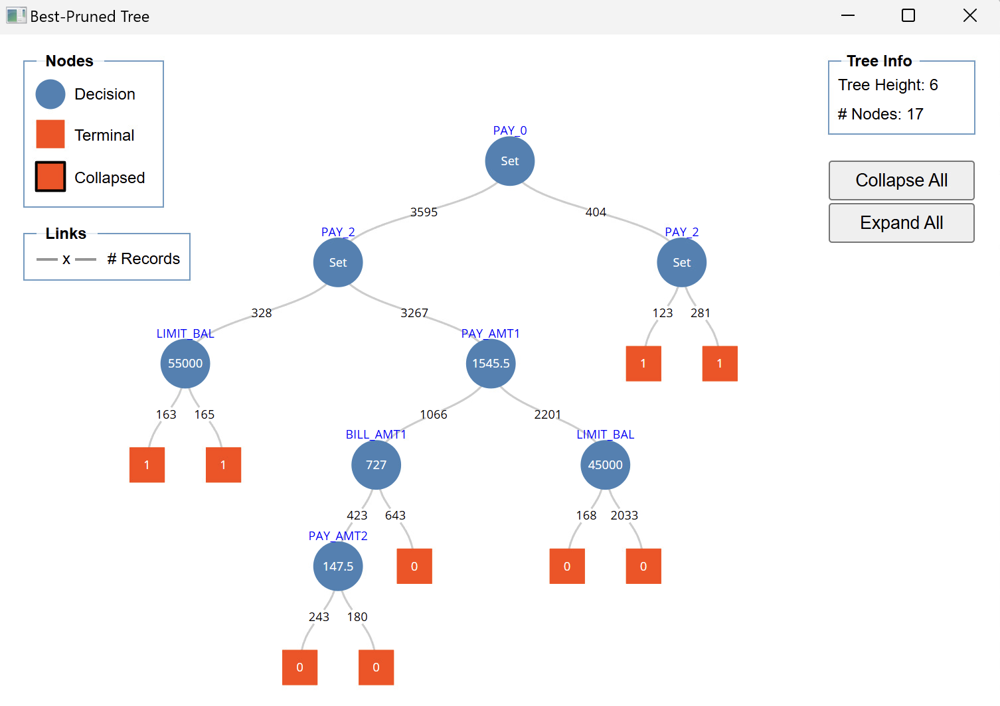 Best-Pruned Tree
Nodes
Decision
Terminal
Collapsed
Links
x # Records
Tree Info
Tree Height: 6
# Nodes: 17
Collapse All
Expand All
PAY_0
Set
3595 404
PAY_2 PAY_2
Set Set
328 3267 123 281
LIMIT_BAL PAY_AMT1
55000 1545.5 1 1
163 165 1066 2201
BILL_AMT1 LIMIT_BAL
1 1 727 45000
423 643 168 2033
PAY_AMT2
147.5 0 0 0
243 180
0 0